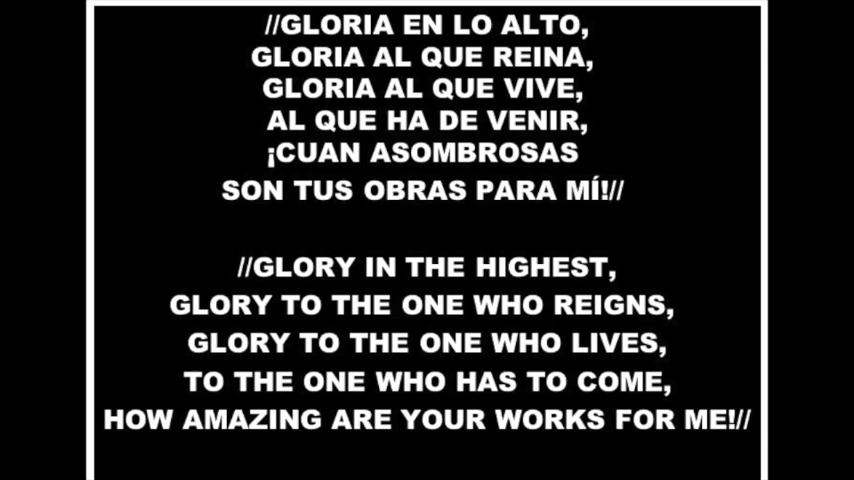 //GLORIA EN LO ALTO,
GLORIA AL QUE REINA,
GLORIA AL QUE VIVE,
AL QUE HA DE VENIR,
¡CUAN ASOMBROSAS
SON TUS OBRAS PARA MÍ!//
//GLORY IN THE HIGHEST,
GLORY TO THE ONE WHO REIGNS,
GLORY TO THE ONE WHO LIVES,
TO THE ONE WHO HAS TO COME,
HOW AMAZING ARE YOUR WORKS FOR ME!//